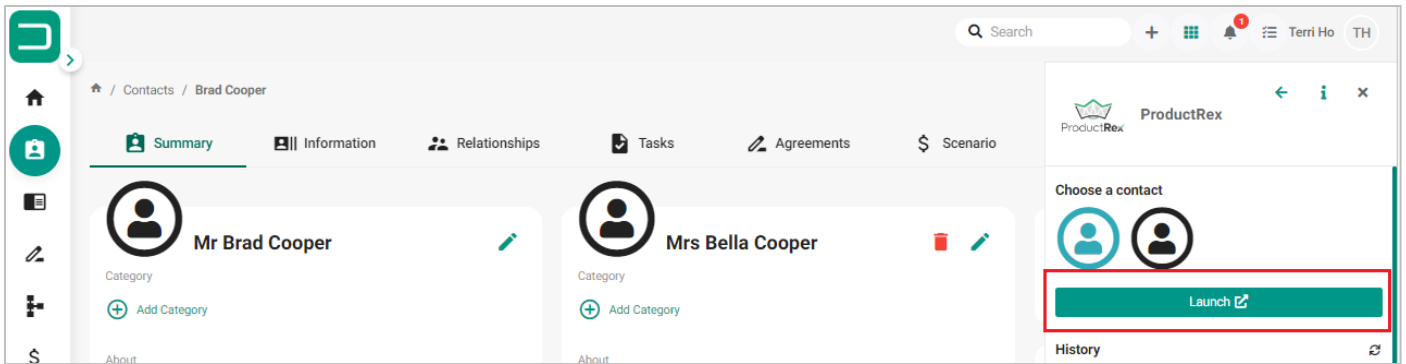 Search
1
Terri Ho TH
/ Contacts / Brad Cooper
Summary
Information
Relationships
Tasks
Agreements
Scenario
Mr Brad Cooper
Category
Add Category
About
Mrs Bella Cooper
Category
Add Category
About
ProductRex
ProductRex
Choose a contact
Launch
History